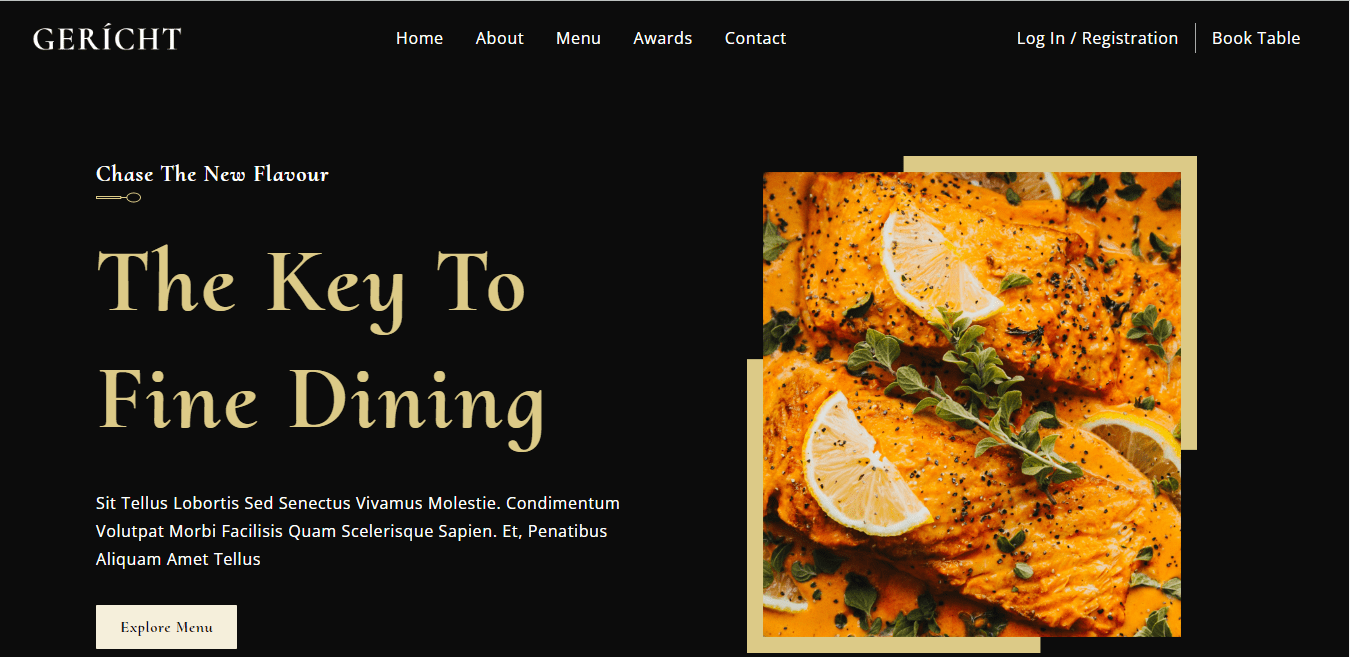 GERÍCHT
Home About Menu Awards Contact
Log In / Registration Book Table
Chase The New Flavour
The Key To
Fine Dining
Sit Tellus Lobortis Sed Senectus Vivamus Molestie. Condimentum
Volutpat Morbi Facilisis Quam Scelerisque Sapien. Et, Penatibus
Aliquam Amet Tellus
Explore Menu